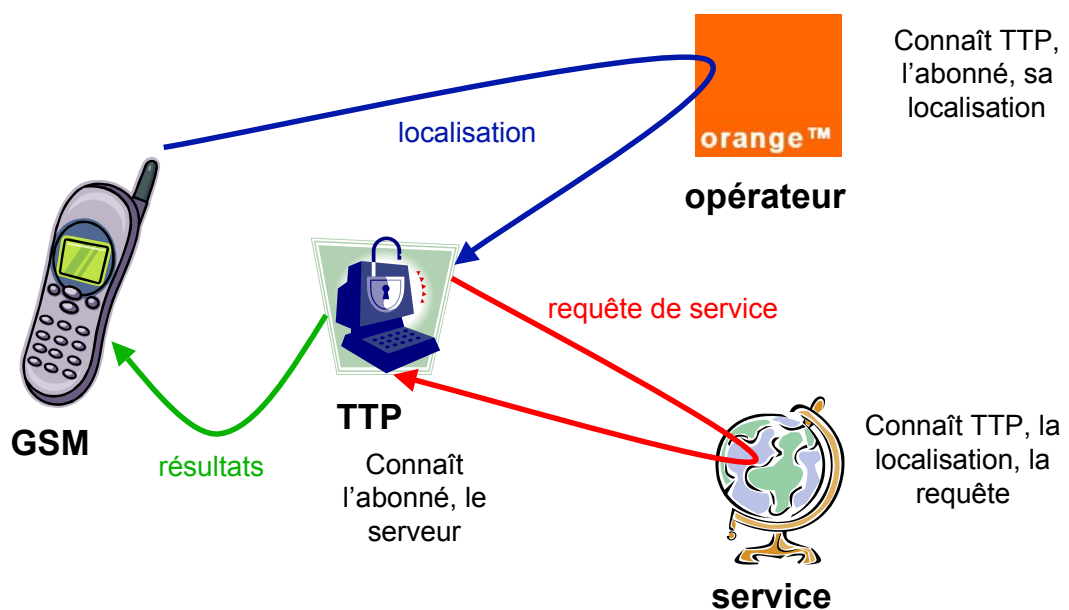 Connaît TTP,
l'abonné, sa
localisation
localisation
orange™
opérateur
requête de service
TTP
GSM
résultats
Connaît
l'abonné, le
serveur
Connaît TTP, la
localisation, la
requête
service